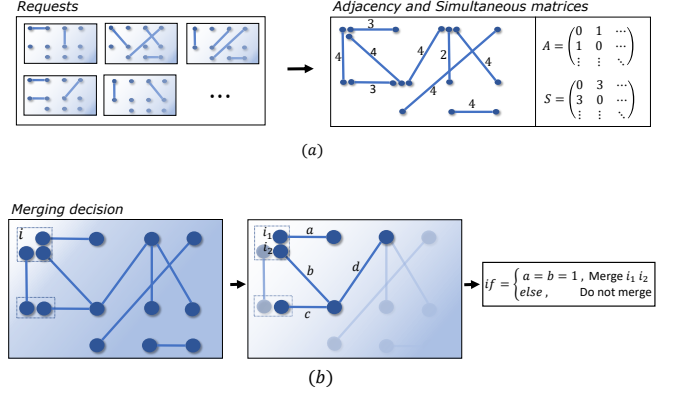 Requests
Adjacency and Simultaneous matrices
3
4
4
3
4
2
4
4
4
A = (0 1 ⋯
1 0 ⋯
⋮ ⋮ ⋱)
S = (0 3 ⋯
3 0 ⋯
⋮ ⋮ ⋱)
...
(a)
Merging decision
i
i₁ a
i₂
b
d
c
if = { a = b = 1 , Merge i₁ i₂
else , Do not merge
(b)